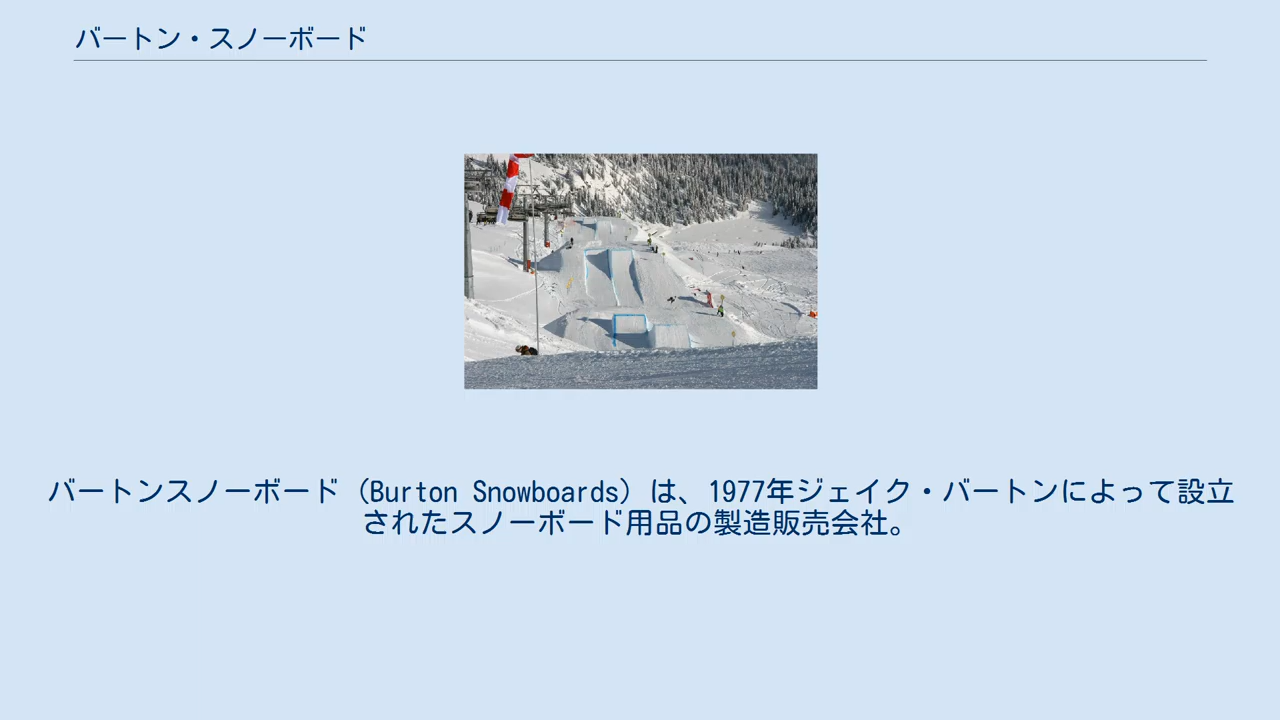 バートン・スノーボード
バートンスノーボード（Burton Snowboards）は、1977年ジェイク・バートンによって設立
されたスノーボード用品の製造販売会社。